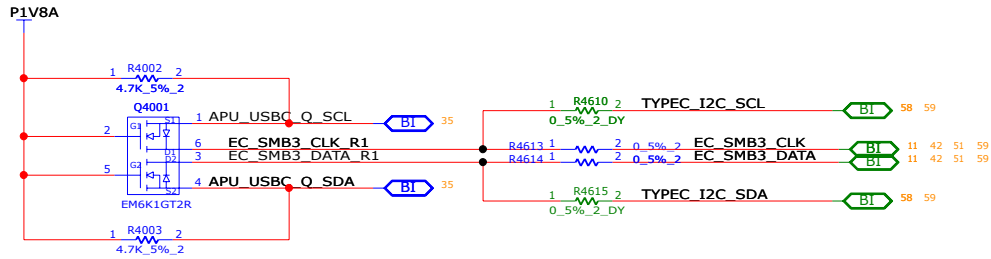 P1V8A
1 R4002 2
4.7K_5%_2
Q4001
G1 S1 1 APU_USBC_Q_SCL BI 35
2
D1 6 EC_SMB3_CLK_R1
D2 3 EC_SMB3_DATA_R1
G2
5
S2 4 APU_USBC_Q_SDA BI 35
EM6K1GT2R
1 R4003 2
4.7K_5%_2
1 R4610 2 TYPEC_I2C_SCL BI 58 59
0_5%_2_DY
R4613 1 2 0_5%_2 EC_SMB3_CLK BI 11 42 51 59
R4614 1 2 0_5%_2 EC_SMB3_DATA BI 11 42 51 59
1 R4615 2 TYPEC_I2C_SDA BI 58 59
0_5%_2_DY